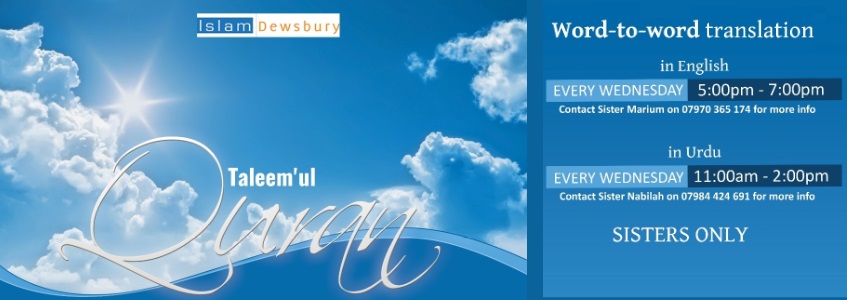 Islam Dewsbury
Taleem'ul
Quran
Word-to-word translation
in English
EVERY WEDNESDAY 5:00pm - 7:00pm
Contact Sister Marium on 07970 365 174 for more info
in Urdu
EVERY WEDNESDAY 11:00am - 2:00pm
Contact Sister Nabilah on 07984 424 691 for more info
SISTERS ONLY